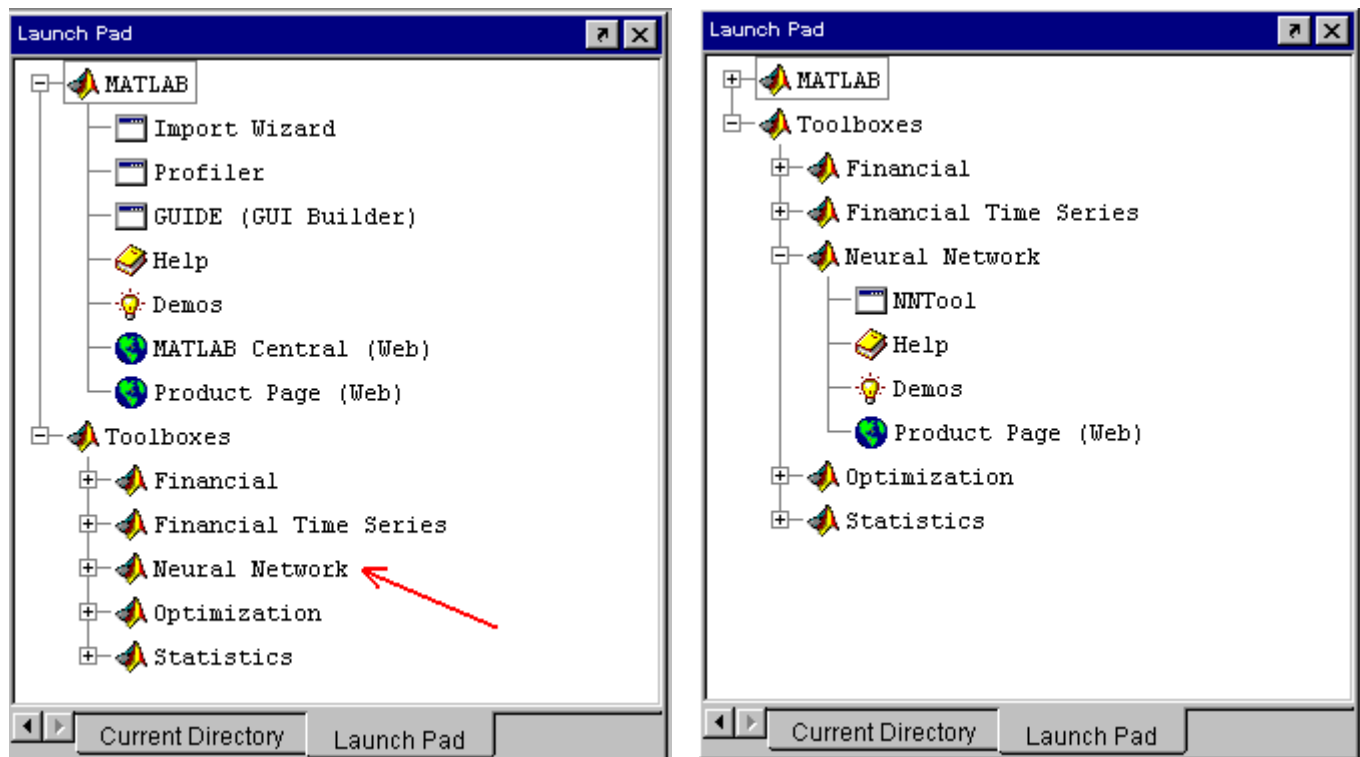 Launch Pad
MATLAB
Import Wizard
Profiler
GUIDE (GUI Builder)
Help
Demos
MATLAB Central (Web)
Product Page (Web)
Toolboxes
Financial
Financial Time Series
Neural Network
Optimization
Statistics
Current Directory
Launch Pad
Launch Pad
MATLAB
Toolboxes
Financial
Financial Time Series
Neural Network
NNTool
Help
Demos
Product Page (Web)
Optimization
Statistics
Current Directory
Launch Pad